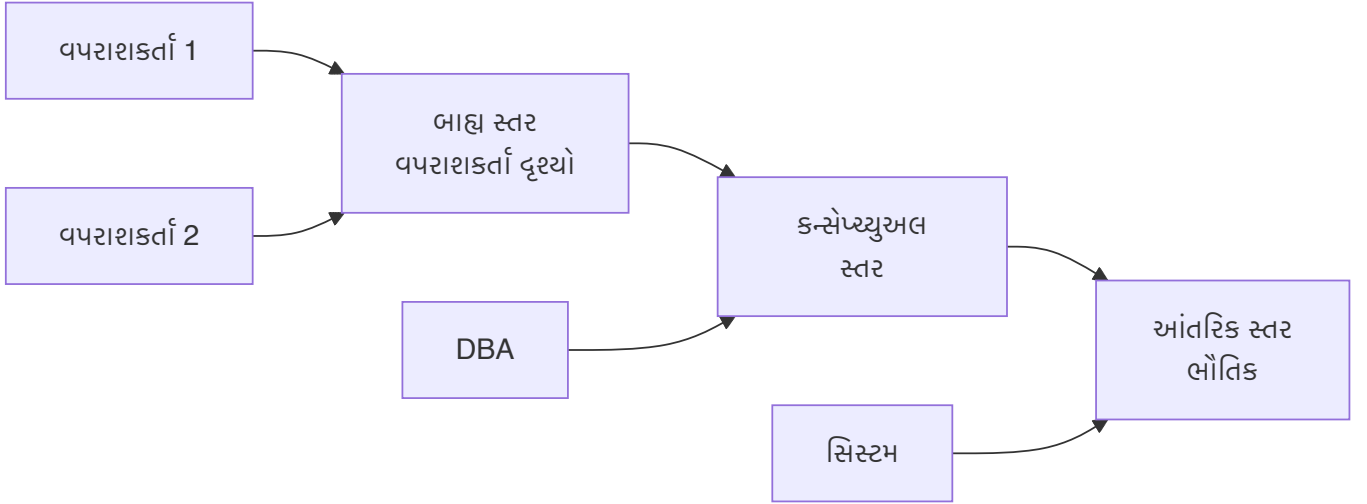 વપરાશકર્તા 1
બાહ્ય સ્તર
વપરાશકર્તા દૃશ્યો
વપરાશકર્તા 2
કન્સેપ્ચ્યુઅલ
સ્તર
DBA
આંતરિક સ્તર
ભૌતિક
સિસ્ટમ